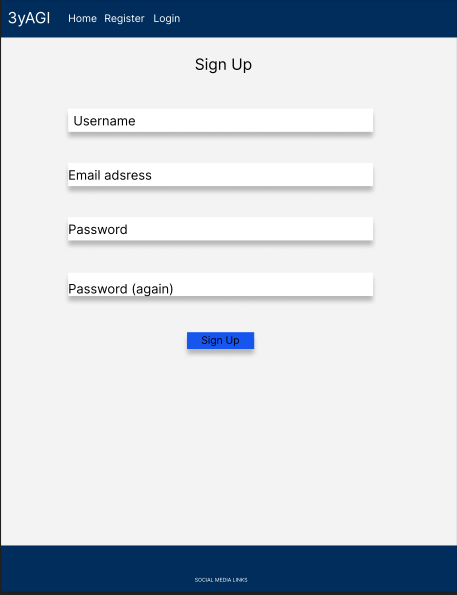 3yAGI Home Register Login
Sign Up
Username
Email adsress
Password
Password (again)
Sign Up
SOCIAL MEDIA LINKS